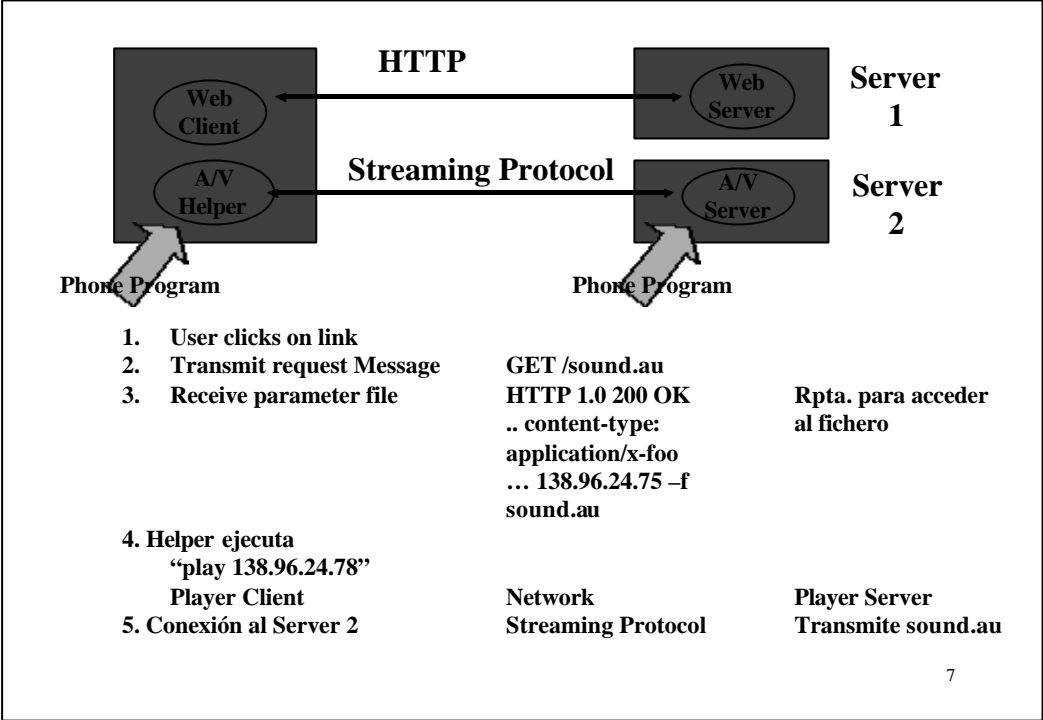 HTTP
Web
Client
Web
Server
Server
1
Streaming Protocol
A/V
Helper
A/V
Server
Server
2
Phone Program
Phone Program
1. User clicks on link
2. Transmit request Message GET /sound.au
3. Receive parameter file HTTP 1.0 200 OK Rpta. para acceder
.. content-type: al fichero
application/x-foo
… 138.96.24.75 –f
sound.au
4. Helper ejecuta
“play 138.96.24.78”
Player Client Network Player Server
5. Conexión al Server 2 Streaming Protocol Transmite sound.au
7